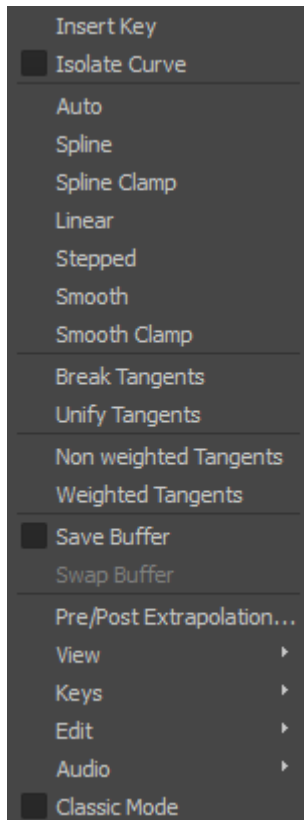 Insert Key
Isolate Curve
Auto
Spline
Spline Clamp
Linear
Stepped
Smooth
Smooth Clamp
Break Tangents
Unify Tangents
Non weighted Tangents
Weighted Tangents
Save Buffer
Swap Buffer
Pre/Post Extrapolation...
View
Keys
Edit
Audio
Classic Mode